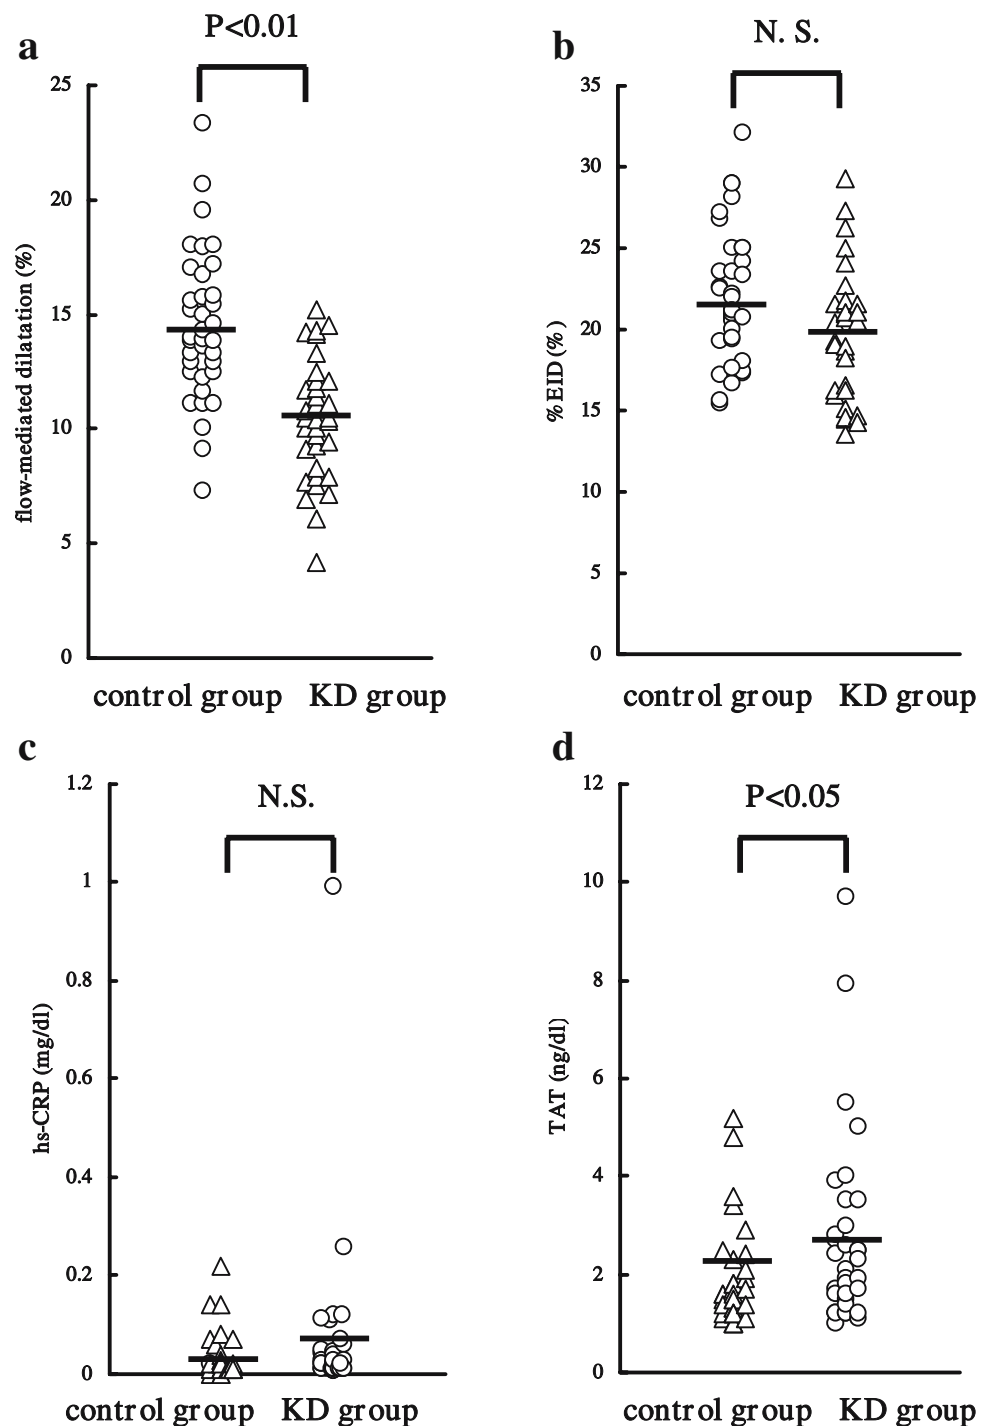 a
P<0.01
25
20
15
10
5
0
flow-mediated dilatation (%)
control group KD group
b
N. S.
35
30
25
20
15
10
5
0
%EID (%)
control group KD group
c
N.S.
1.2
1
0.8
0.6
0.4
0.2
0
hs-CRP (mg/dl)
control group KD group
d
P<0.05
12
10
8
6
4
2
0
TAT (ng/dl)
control group KD group